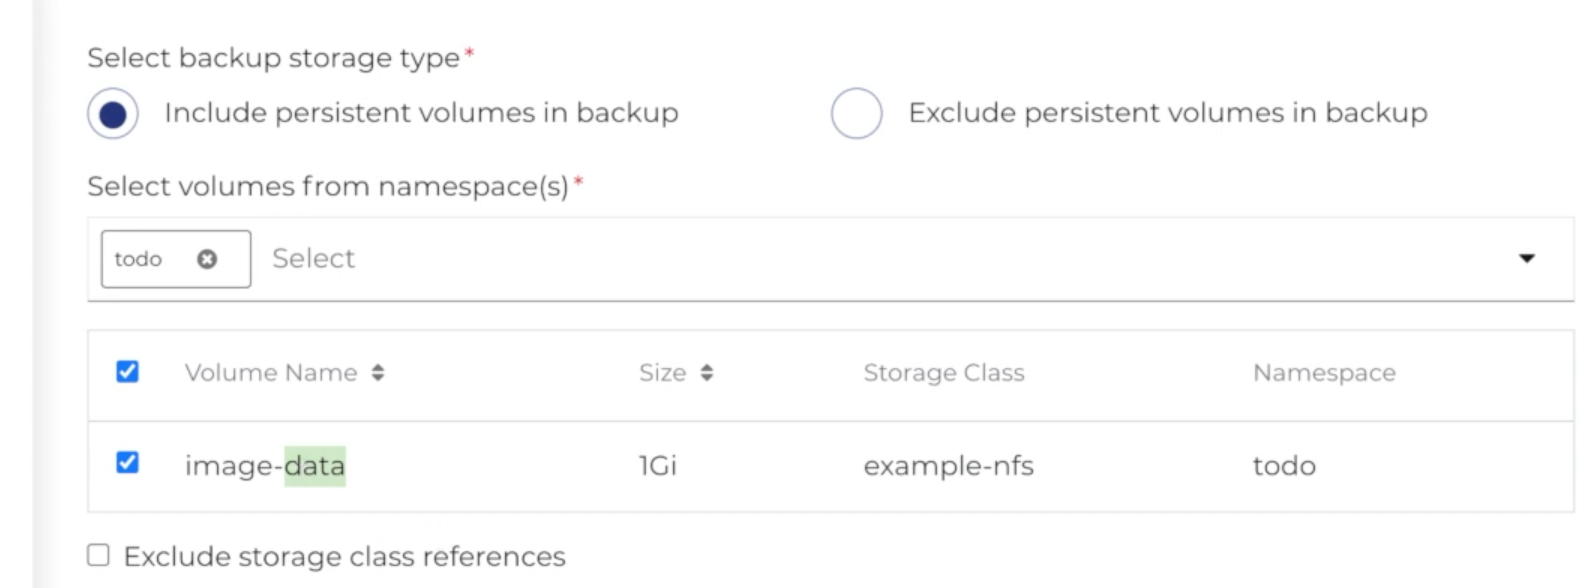 Select backup storage type*
Include persistent volumes in backup Exclude persistent volumes in backup
Select volumes from namespace(s)*
todo Select
Volume Name Size Storage Class Namespace
image-data 1Gi example-nfs todo
Exclude storage class references